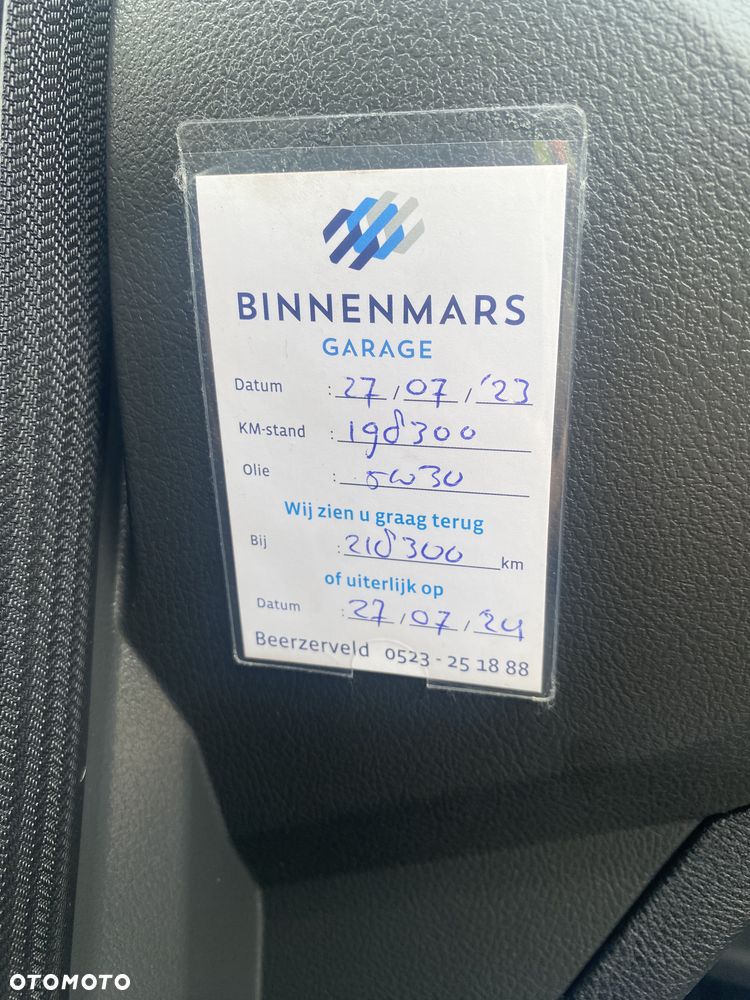 BINNENMARS
GARAGE
Datum : 27 / 07 / '23
KM-stand : 198300
Olie : 5w30
Wij zien u graag terug
Bij : 218300 km
of uiterlijk op
Datum : 27 / 07 / '24
Beerzerveld 0523 - 25 18 88
OTOMOTO